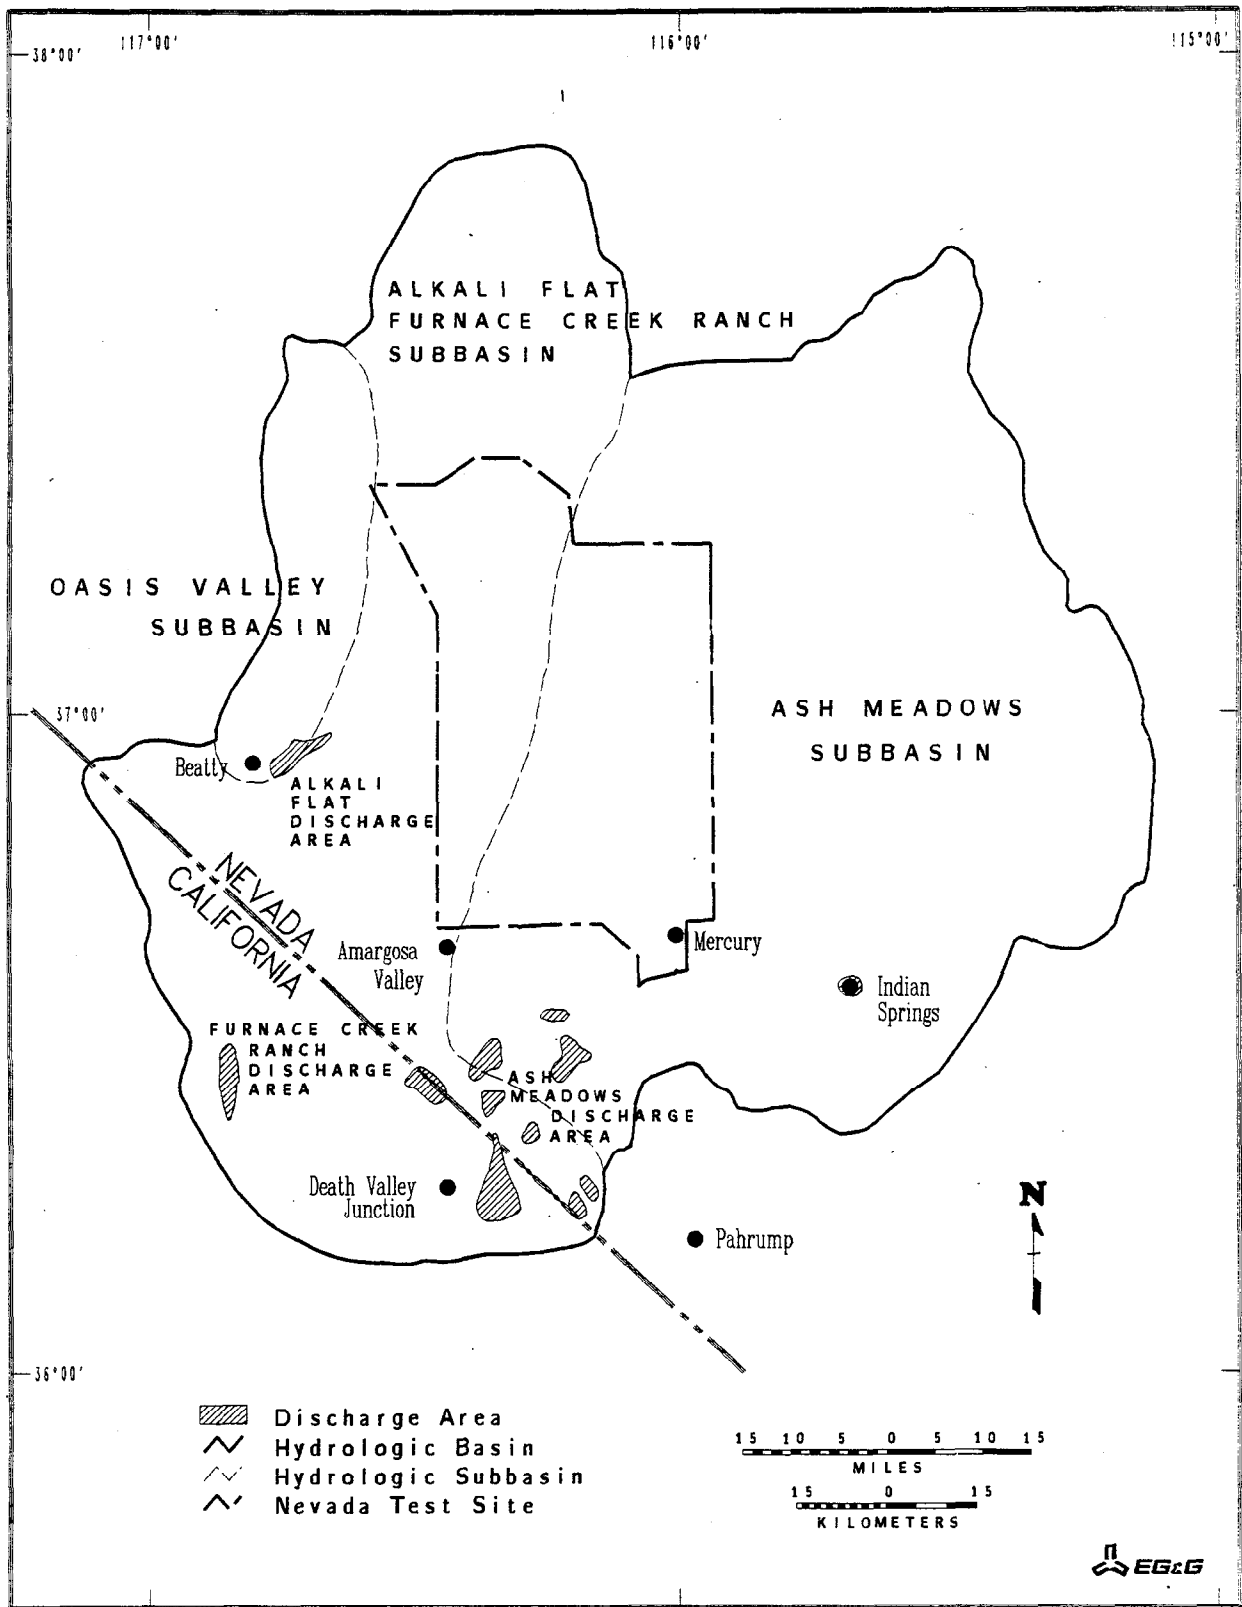 117°00'
116°00'
115°00'
38°00'
ALKALI FLAT
FURNACE CREEK RANCH
SUBBASIN
OASIS VALLEY
SUBBASIN
37°00'
ASH MEADOWS
SUBBASIN
Beatty
ALKALI
FLAT
DISCHARGE
AREA
NEVADA
CALIFORNIA
Amargosa
Valley
Mercury
Indian
Springs
FURNACE CREEK
RANCH
DISCHARGE
AREA
ASH
MEADOWS
DISCHARGE
AREA
Death Valley
Junction
Pahrump
N
36°00'
Discharge Area
Hydrologic Basin
Hydrologic Subbasin
Nevada Test Site
15 10 5 0 5 10 15
MILES
15 0 15
KILOMETERS
EG&G